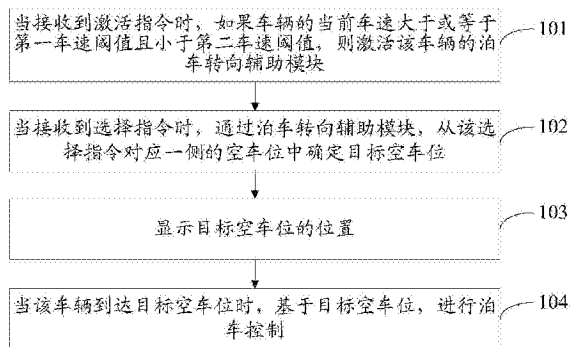 当接收到激活指令时，如果车辆的当前车速大于或等于
第一车速阈值且小于第二车速阈值，则激活该车辆的泊
车转向辅助模块
101
当接收到选择指令时，通过泊车转向辅助模块，从该选
择指令对应一侧的空车位中确定目标空车位
102
显示目标空车位的位置
103
当该车辆到达目标空车位时，基于目标空车位，进行泊
车控制
104